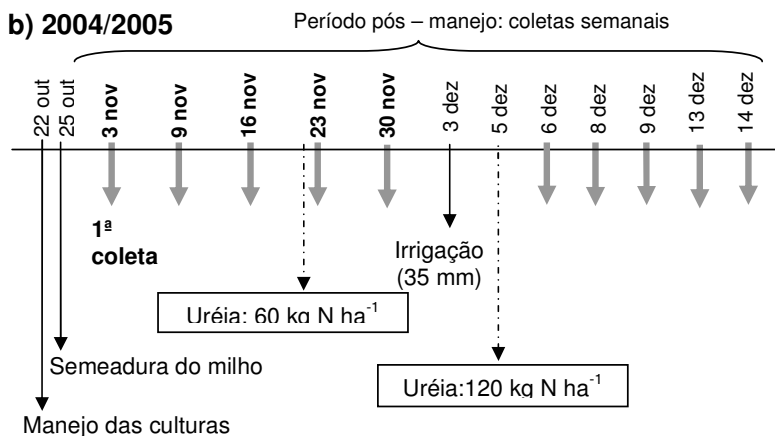 b) 2004/2005
Período pós – manejo: coletas semanais
22 out
25 out
3 nov
9 nov
16 nov
23 nov
30 nov
3 dez
5 dez
6 dez
8 dez
9 dez
13 dez
14 dez
1ª
coleta
Irrigação
(35 mm)
Uréia: 60 kg N ha-1
Semeadura do milho
Uréia:120 kg N ha-1
Manejo das culturas